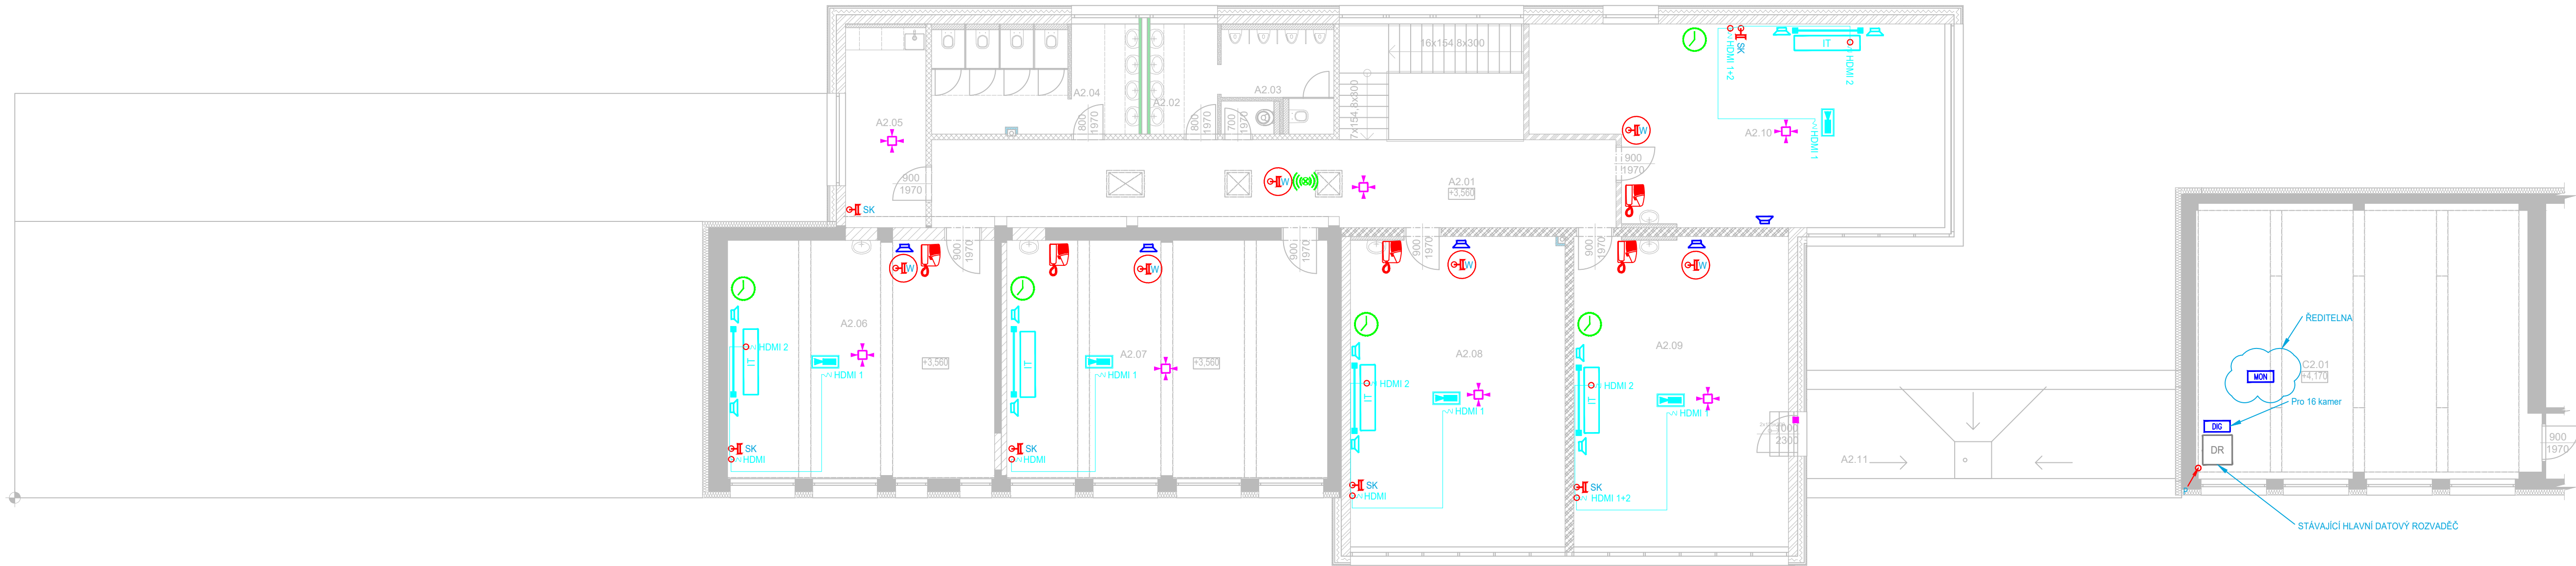 16x154,8x300
7x154,8x300
A2.04
A2.02
A2.03
A2.05
800
1970
800
1970
700
1970
900
1970
SK
W
A2.01
+3,560
W
900
1970
HDMI 1+2
SK
IT
HDMI 2
A2.10
HDMI 1
W
900
1970
W
900
1970
W
900
1970
900
1970
W
A2.06
+3,560
IT
HDMI 2
HDMI 1
SK
HDMI
A2.07
+3,560
IT
HDMI 1
SK
HDMI
A2.08
IT
HDMI 2
HDMI 1
SK
HDMI
A2.09
IT
HDMI 2
HDMI 1
SK
HDMI 1+2
1000
2300
A2.11
ŘEDITELNA
C2.01
+4,170
MON
Pro 16 kamer
DIG
DR
P
900
1970
STÁVAJÍCÍ HLAVNÍ DATOVÝ ROZVADĚČ